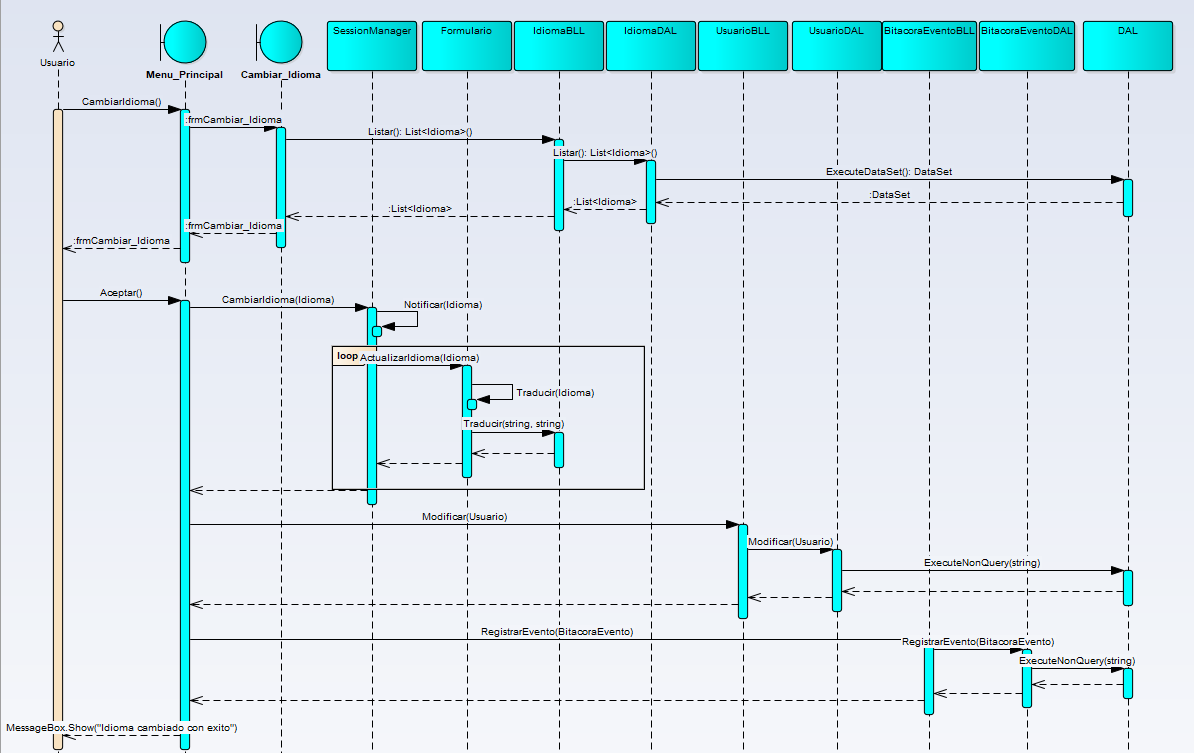 Usuario
Menu_Principal
Cambiar_Idioma
SessionManager
Formulario
IdiomaBLL
IdiomaDAL
UsuarioBLL
UsuarioDAL
BitacoraEventoBLL
BitacoraEventoDAL
DAL
CambiarIdioma()
:frmCambiar_Idioma
Listar(): List<Idioma>()
Listar(): List<Idioma>()
ExecuteDataSet(): DataSet
:DataSet
:List<Idioma>
:List<Idioma>
:frmCambiar_Idioma
:frmCambiar_Idioma
Aceptar()
CambiarIdioma(Idioma)
Notificar(Idioma)
loop
ActualizarIdioma(Idioma)
Traducir(Idioma)
Traducir(string, string)
Modificar(Usuario)
Modificar(Usuario)
ExecuteNonQuery(string)
RegistrarEvento(BitacoraEvento)
RegistrarEvento(BitacoraEvento)
ExecuteNonQuery(string)
MessageBox.Show("Idioma cambiado con exito")